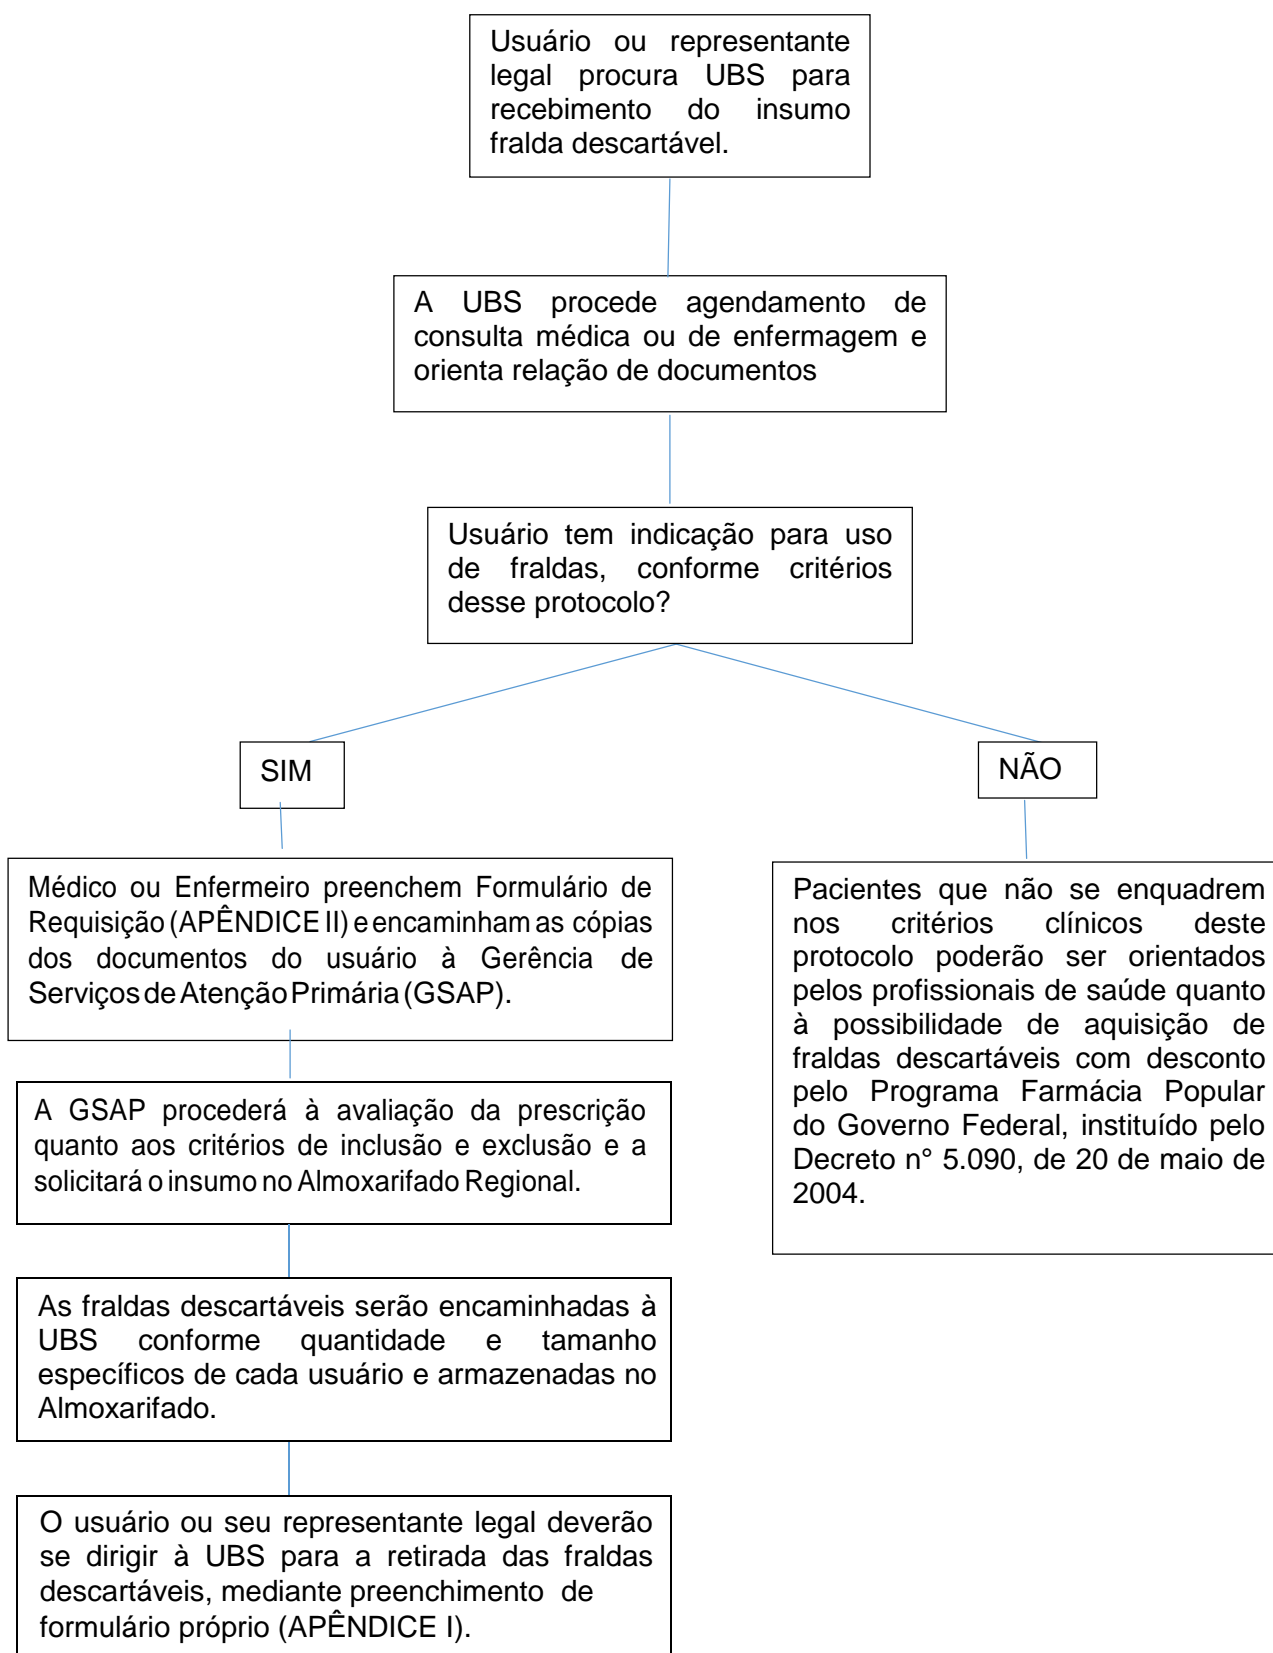 Usuário ou representante
legal procura UBS para
recebimento do insumo
fralda descartável.
A UBS procede agendamento de
consulta médica ou de enfermagem e
orienta relação de documentos
Usuário tem indicação para uso
de fraldas, conforme critérios
desse protocolo?
SIM
NÃO
Médico ou Enfermeiro preenchem Formulário de
Requisição (APÊNDICE II) e encaminham as cópias
dos documentos do usuário à Gerência de
Serviços de Atenção Primária (GSAP).
A GSAP procederá à avaliação da prescrição
quanto aos critérios de inclusão e exclusão e a
solicitará o insumo no Almoxarifado Regional.
As fraldas descartáveis serão encaminhadas à
UBS conforme quantidade e tamanho
específicos de cada usuário e armazenadas no
Almoxarifado.
O usuário ou seu representante legal deverão
se dirigir à UBS para a retirada das fraldas
descartáveis, mediante preenchimento de
formulário próprio (APÊNDICE I).
Pacientes que não se enquadrem
nos critérios clínicos deste
protocolo poderão ser orientados
pelos profissionais de saúde quanto
à possibilidade de aquisição de
fraldas descartáveis com desconto
pelo Programa Farmácia Popular
do Governo Federal, instituído pelo
Decreto n° 5.090, de 20 de maio de
2004.